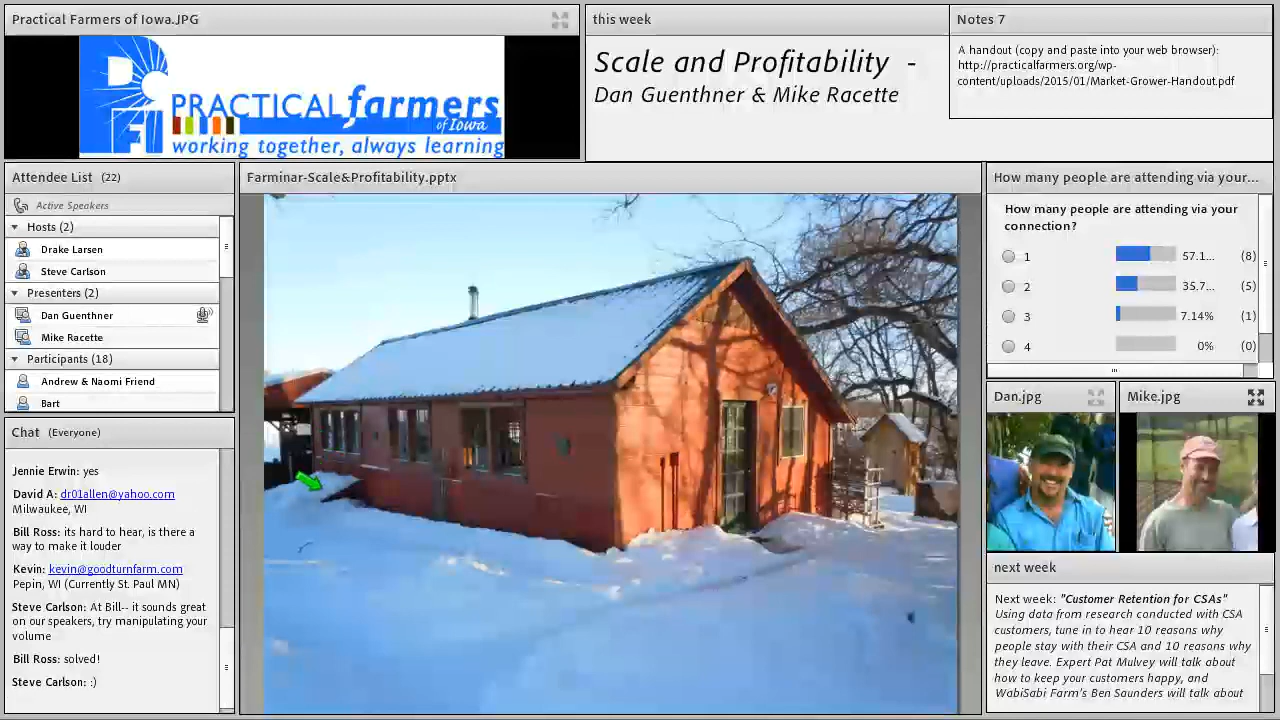 Practical Farmers of Iowa.JPG
PRACTICAL farmers
of Iowa
working together, always learning
PFI
this week
Scale and Profitability -
Dan Guenthner & Mike Racette
Notes 7
A handout (copy and paste into your web browser):
http://practicalfarmers.org/wp-
content/uploads/2015/01/Market-Grower-Handout.pdf
Attendee List (22)
Active Speakers
Hosts (2)
Drake Larsen
Steve Carlson
Presenters (2)
Dan Guenthner
Mike Racette
Participants (18)
Andrew & Naomi Friend
Bart
Chat (Everyone)
Jennie Erwin: yes
David A: dr01allen@yahoo.com
Milwaukee, WI
Bill Ross: its hard to hear, is there a
way to make it louder
Kevin: kevin@goodturnfarm.com
Pepin, WI (Currently St. Paul MN)
Steve Carlson: At Bill-- it sounds great
on our speakers, try manipulating your
volume
Bill Ross: solved!
Steve Carlson: :)
Farminar-Scale&Profitability.pptx
How many people are attending via your...
How many people are attending via your
connection?
1 57.1... (8)
2 35.7... (5)
3 7.14% (1)
4 0% (0)
Dan.jpg
Mike.jpg
next week
Next week: "Customer Retention for CSAs"
Using data from research conducted with CSA
customers, tune in to hear 10 reasons why
people stay with their CSA and 10 reasons why
they leave. Expert Pat Mulvey will talk about
how to keep your customers happy, and
WabiSabi Farm's Ben Saunders will talk about